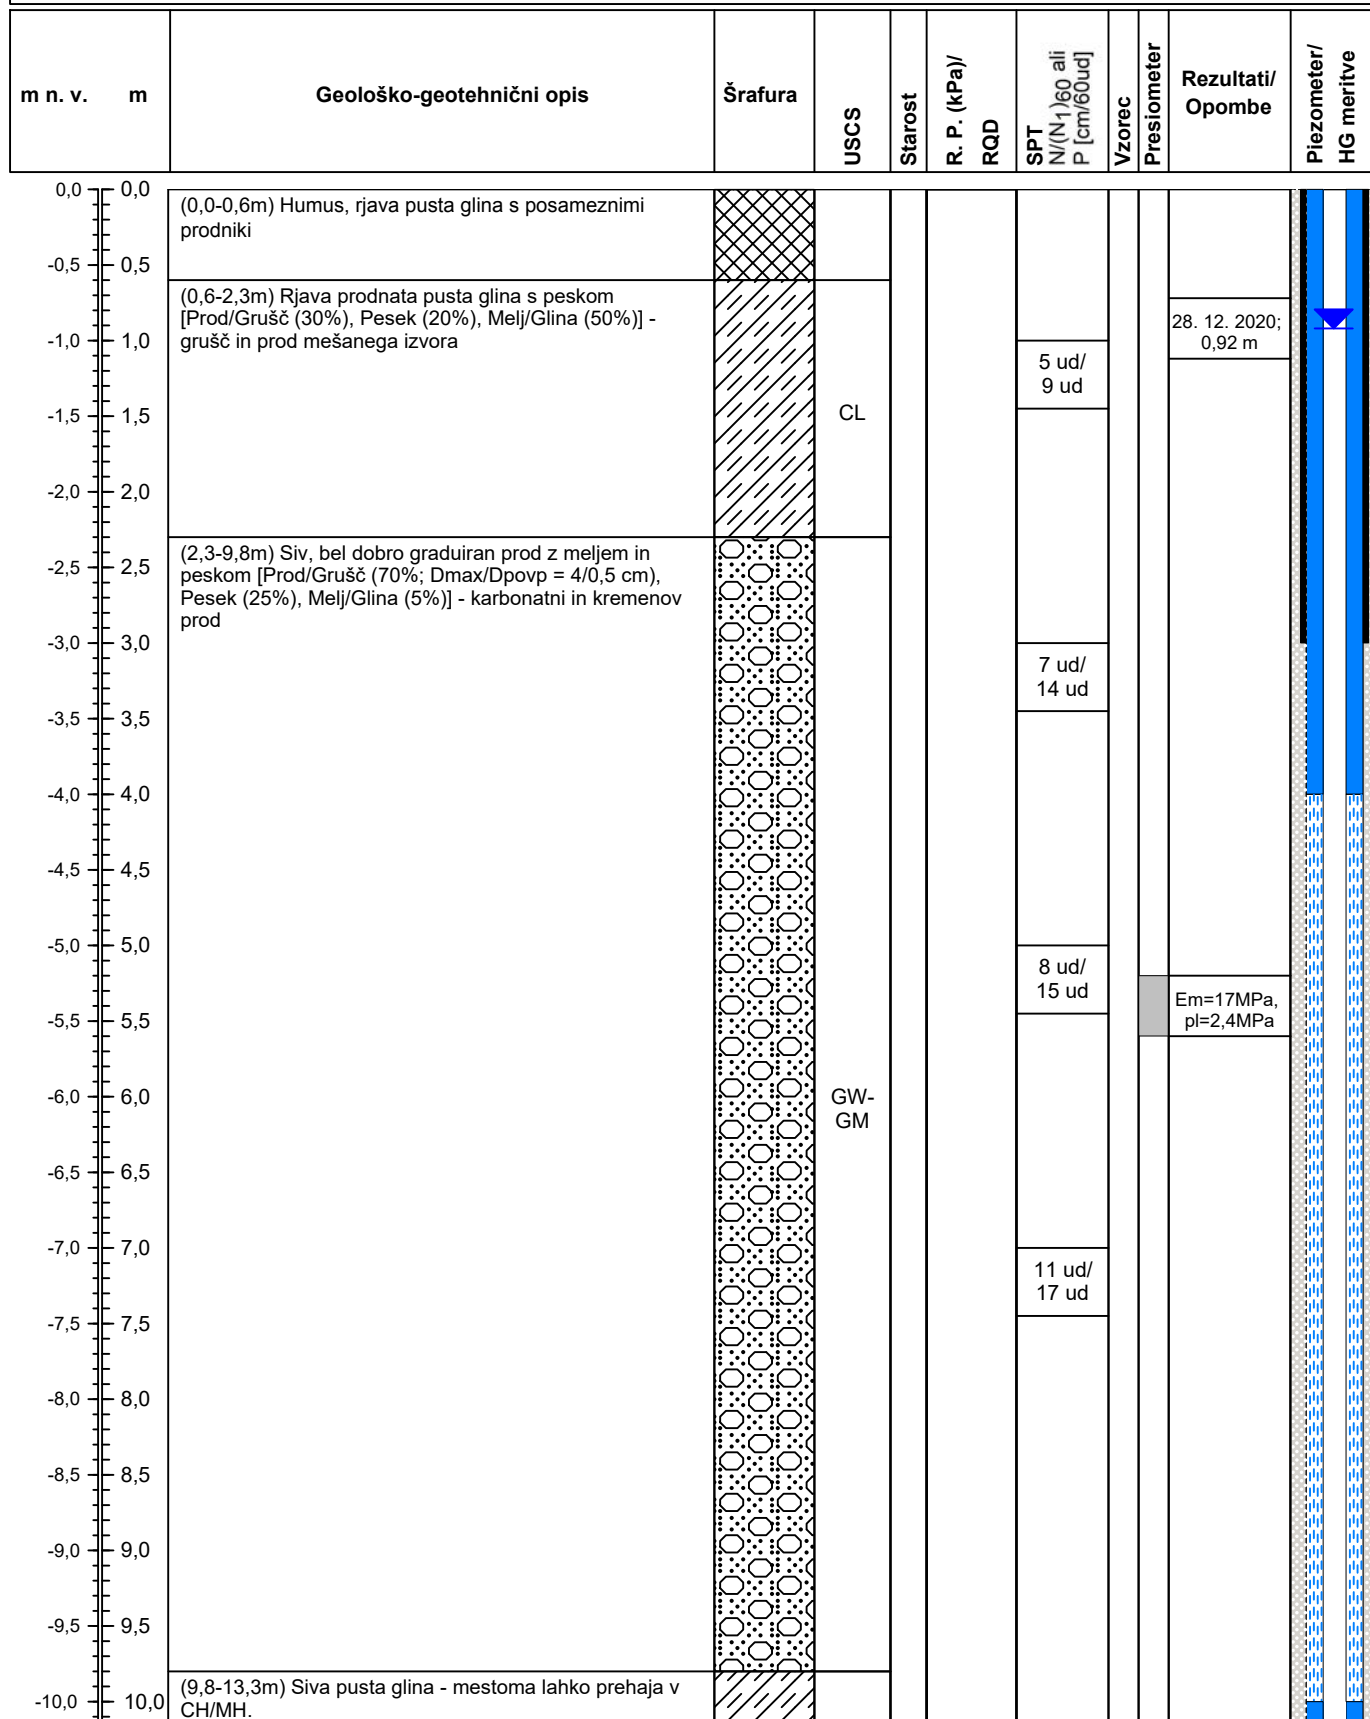 m n. v.
m
Geološko-geotehnični opis
Šrafura
USCS
Starost
R. P. (kPa)/
RQD
SPT
N/(N1)60 ali
P [cm/60ud]
Vzorec
Presiometer
Rezultati/
Opombe
Piezometer/
HG meritve
0,0 0,0
(0,0-0,6m) Humus, rjava pusta glina s posameznimi
prodniki
-0,5 0,5
(0,6-2,3m) Rjava prodnata pusta glina s peskom
[Prod/Grušč (30%), Pesek (20%), Melj/Glina (50%)] -
grušč in prod mešanega izvora
28. 12. 2020;
0,92 m
-1,0 1,0
5 ud/
9 ud
-1,5 1,5
CL
-2,0 2,0
(2,3-9,8m) Siv, bel dobro graduiran prod z meljem in
peskom [Prod/Grušč (70%; Dmax/Dpovp = 4/0,5 cm),
Pesek (25%), Melj/Glina (5%)] - karbonatni in kremenov
prod
-2,5 2,5
-3,0 3,0
7 ud/
14 ud
-3,5 3,5
-4,0 4,0
-4,5 4,5
-5,0 5,0
8 ud/
15 ud
Em=17MPa,
pl=2,4MPa
-5,5 5,5
-6,0 6,0
GW-
GM
-6,5 6,5
-7,0 7,0
11 ud/
17 ud
-7,5 7,5
-8,0 8,0
-8,5 8,5
-9,0 9,0
-9,5 9,5
(9,8-13,3m) Siva pusta glina - mestoma lahko prehaja v
CH/MH.
-10,0 10,0